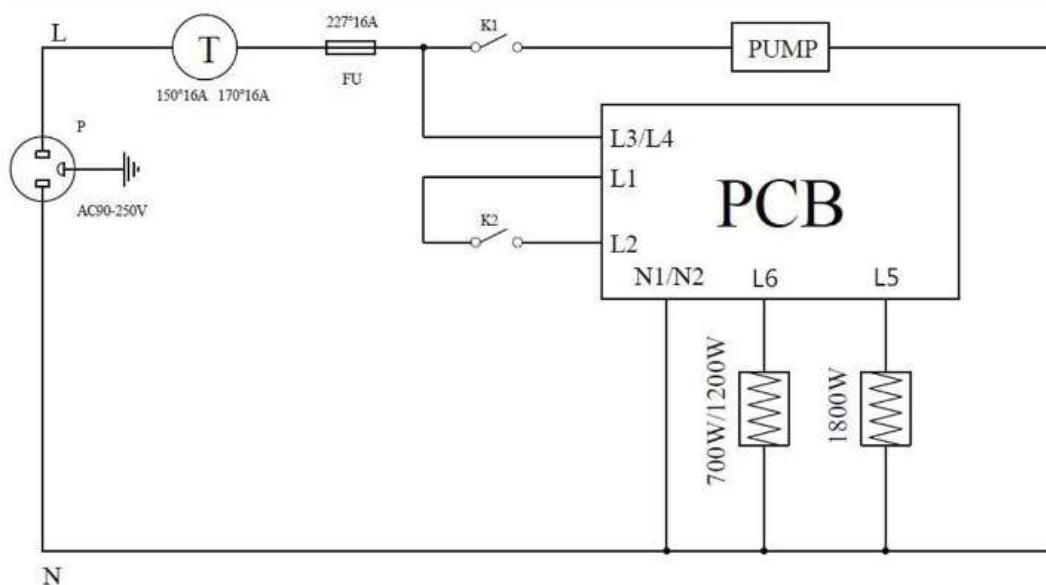 L
T
150°16A 170°16A
227°16A
FU
K1
PUMP
P
AC90-250V
L3/L4
L1
K2
L2
PCB
N1/N2 L6 L5
700W/1200W
1800W
N